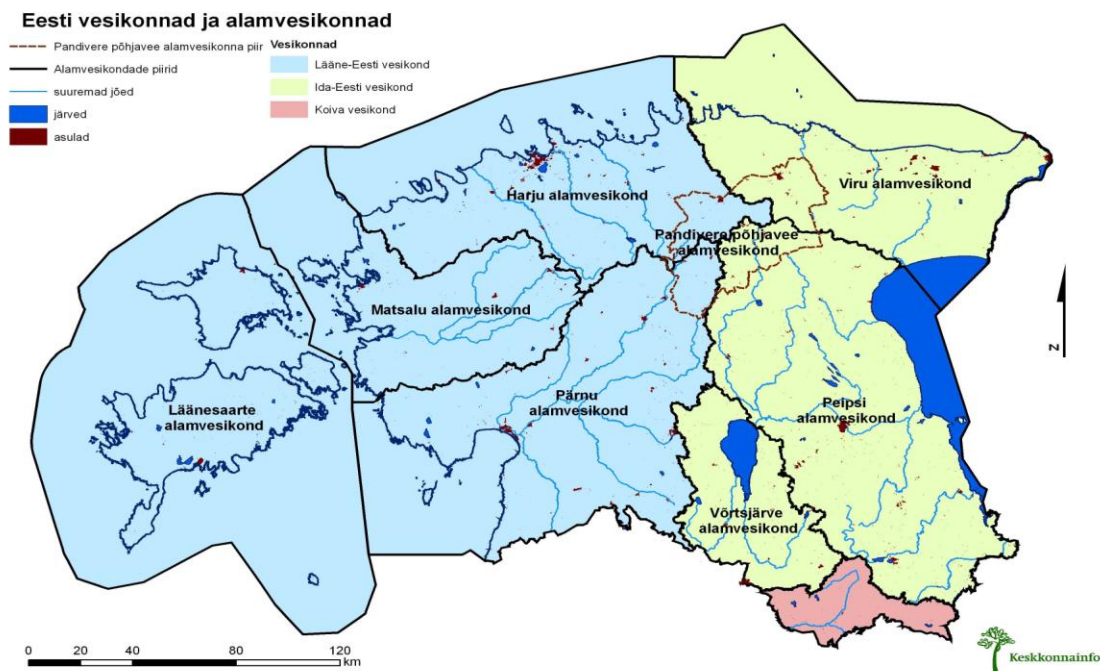 Eesti vesikonnad ja alamvesikonnad
Pandivere põhjavee alamvesikonna piir
Alamvesikondade piirid
suuremad jõed
järved
asulad
Vesikonnad
Lääne-Eesti vesikond
Ida-Eesti vesikond
Koiva vesikond
Harju alamvesikond
Viru alamvesikond
Pandivere põhjavee
alamvesikond
Matsalu alamvesikond
Läänesaarte
alamvesikond
Pärnu
alamvesikond
Peipsi
alamvesikond
Võrtsjärve
alamvesikond
N
0 20 40 80 120
km
Keskkonnainfo